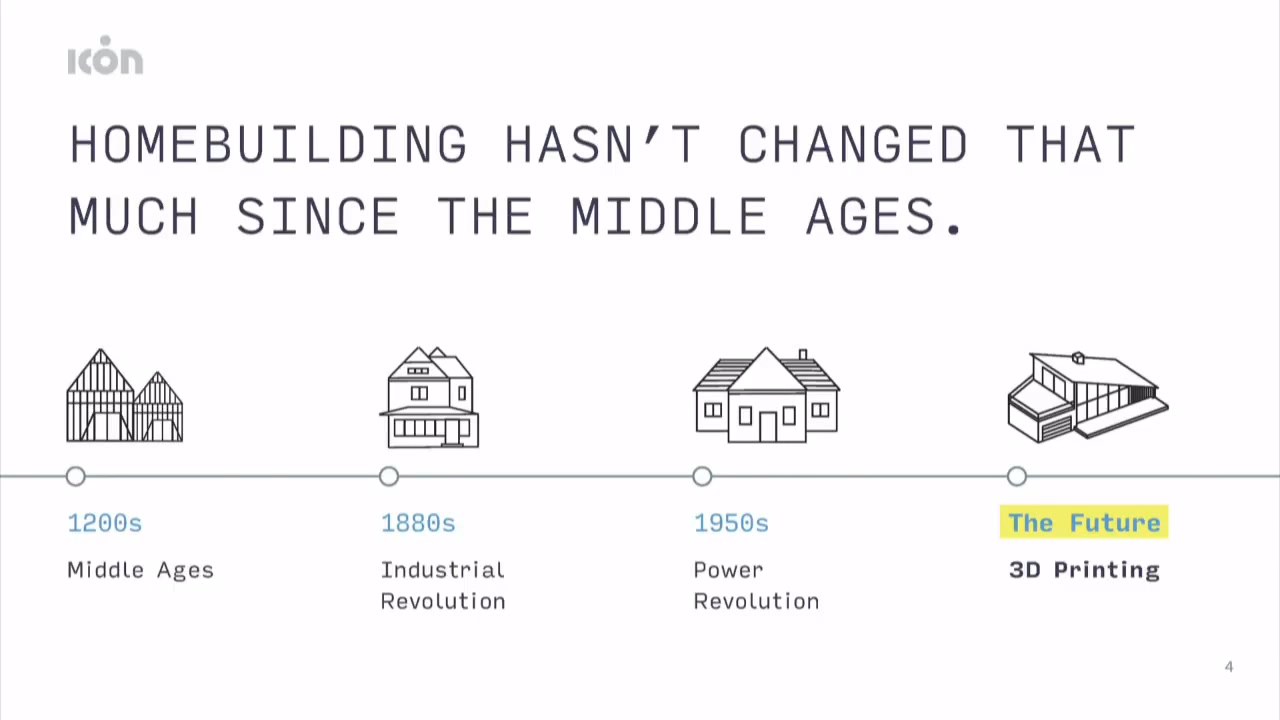 ICON
HOMEBUILDING HASN'T CHANGED THAT
MUCH SINCE THE MIDDLE AGES.
1200s
Middle Ages
1880s
Industrial
Revolution
1950s
Power
Revolution
The Future
3D Printing
4